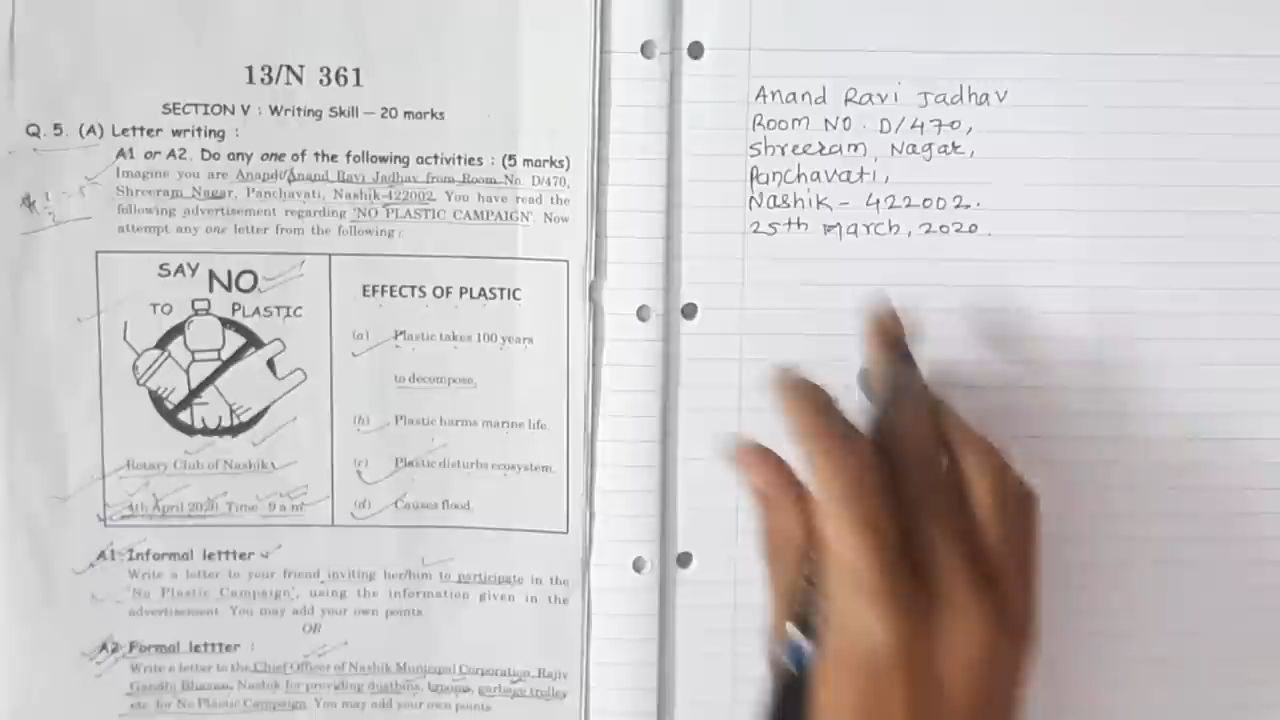 13/N 361
SECTION V : Writing Skill – 20 marks
Q. 5. (A) Letter writing :
A1 or A2. Do any one of the following activities : (5 marks)
Imagine you are Anandi/Anand Ravi Jadhav from Room No. D/470,
Shreeram Nagar, Panchavati, Nashik-422002. You have read the
following advertisement regarding 'NO PLASTIC CAMPAIGN'. Now
attempt any one letter from the following :
SAY NO
TO PLASTIC
Rotary Club of Nashik
4th April 2020 Time 9 a.m.
EFFECTS OF PLASTIC
(a) Plastic takes 100 years
to decompose.
(b) Plastic harms marine life.
(c) Plastic disturbs ecosystem.
(d) Causes flood.
A1. Informal lettter :
Write a letter to your friend inviting her/him to participate in the
'No Plastic Campaign', using the information given in the
advertisement. You may add your own points.
OR
A2. Formal lettter :
Write a letter to the Chief Officer of Nashik Municipal Corporation, Rajiv
Gandhi Bhavan, Nashik for providing dustbins, brooms, garbage trolley
etc. for No Plastic Campaign. You may add your own points.
Anand Ravi Jadhav
Room No. D/470,
Shreeram Nagar,
Panchavati,
Nashik - 422002.
25th March, 2020.